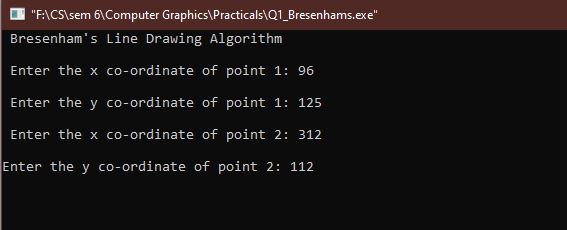 "F:\CS\sem 6\Computer Graphics\Practicals\Q1_Bresenhams.exe"
Bresenham's Line Drawing Algorithm
Enter the x co-ordinate of point 1: 96
Enter the y co-ordinate of point 1: 125
Enter the x co-ordinate of point 2: 312
Enter the y co-ordinate of point 2: 112